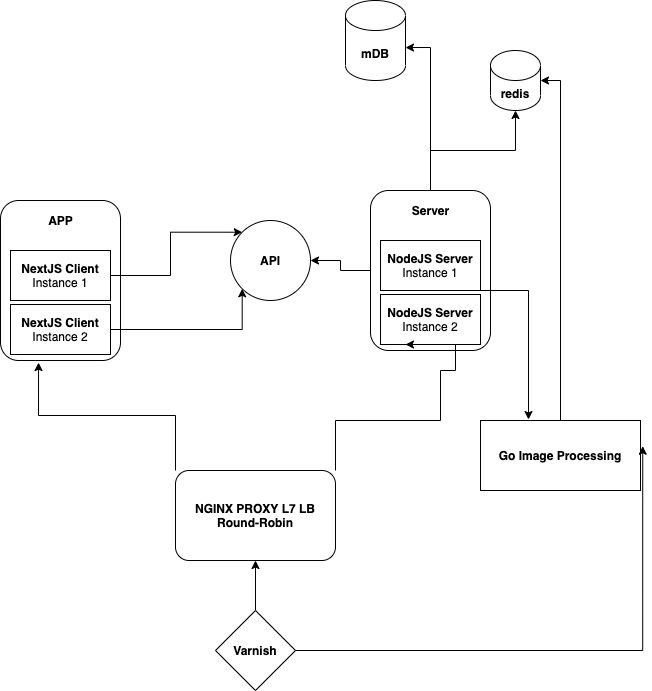 mDB
redis
APP
Server
NextJS Client
Instance 1
NextJS Client
Instance 2
API
NodeJS Server
Instance 1
NodeJS Server
Instance 2
Go Image Processing
NGINX PROXY L7 LB
Round-Robin
Varnish